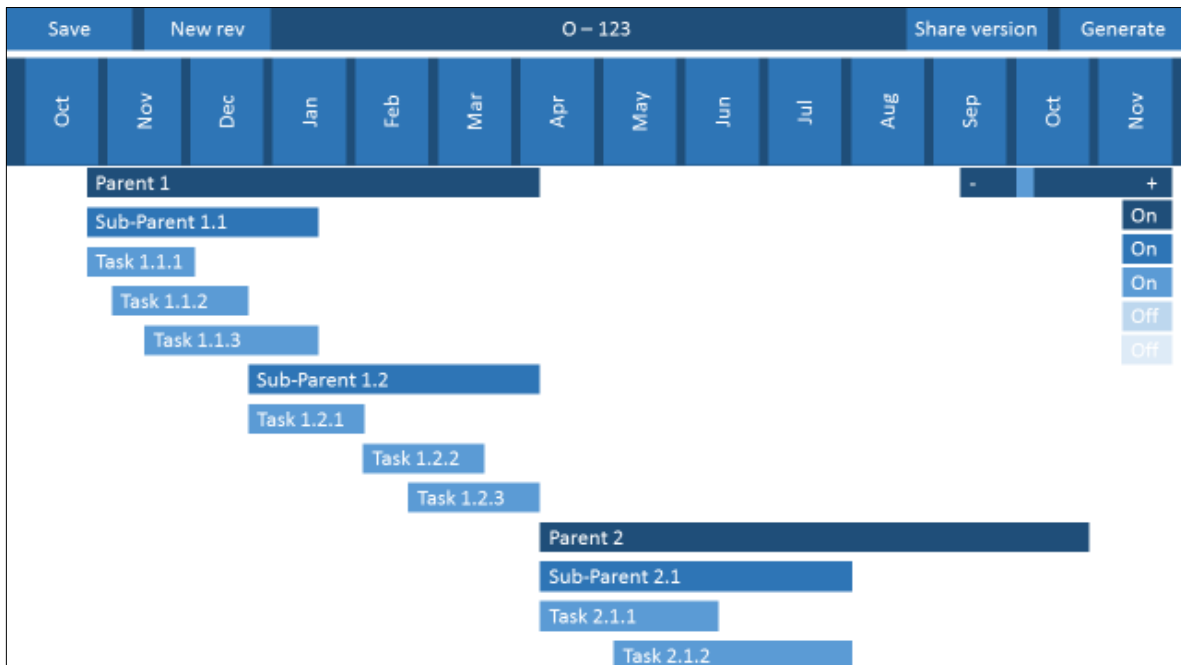 Save New rev O – 123 Share version Generate
Oct Nov Dec Jan Feb Mar Apr May Jun Jul Aug Sep Oct Nov
Parent 1 - +
Sub-Parent 1.1 On
Task 1.1.1 On
Task 1.1.2 On
Task 1.1.3 Off
Off
Sub-Parent 1.2
Task 1.2.1
Task 1.2.2
Task 1.2.3
Parent 2
Sub-Parent 2.1
Task 2.1.1
Task 2.1.2